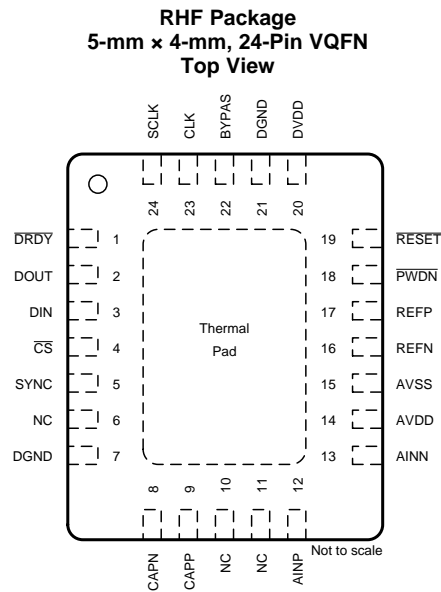 RHF Package
5-mm × 4-mm, 24-Pin VQFN
Top View
SCLK
CLK
BYPAS
DGND
DVDD
24
23
22
21
20
DRDY 1
DOUT 2
DIN 3
CS 4
SYNC 5
NC 6
DGND 7
Thermal
Pad
19 RESET
18 PWDN
17 REFP
16 REFN
15 AVSS
14 AVDD
13 AINN
8
9
10
11
12
CAPN
CAPP
NC
NC
AINP
Not to scale